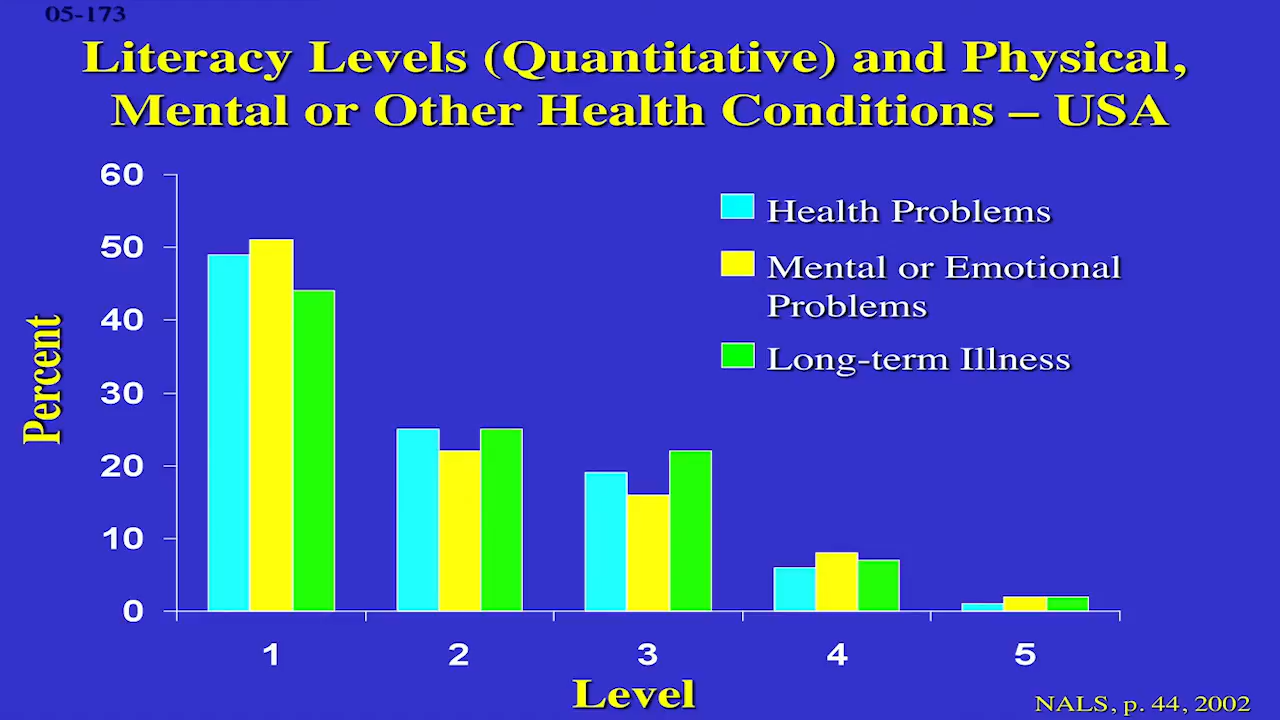 05-173
Literacy Levels (Quantitative) and Physical,
Mental or Other Health Conditions – USA
60
50
40
30
20
10
0
Percent
Health Problems
Mental or Emotional
Problems
Long-term Illness
1 2 3 4 5
Level
NALS, p. 44, 2002